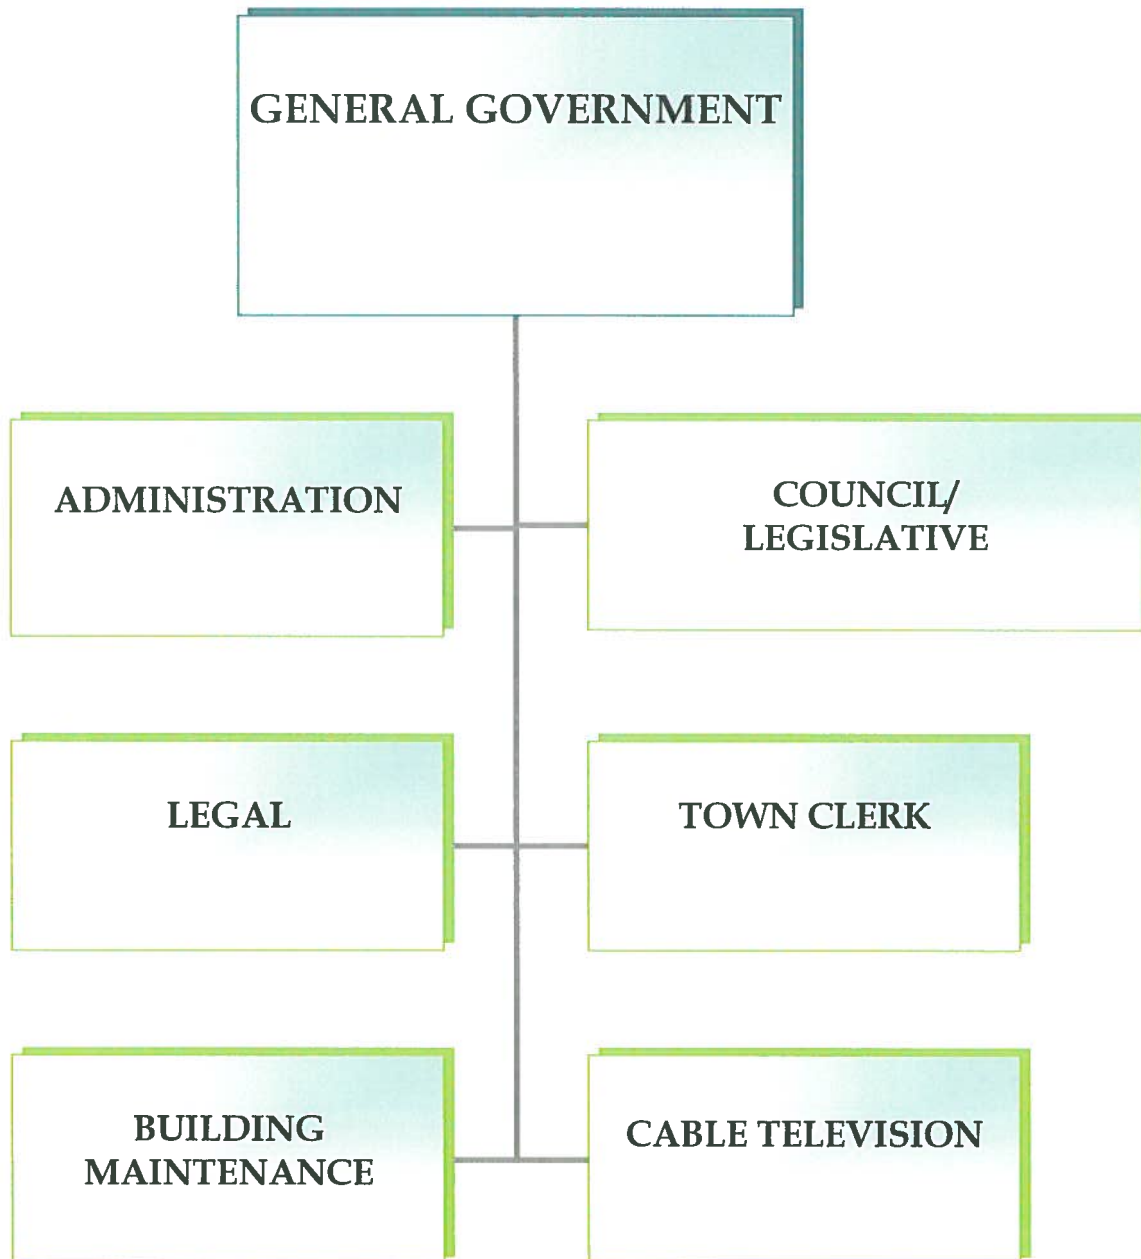 GENERAL GOVERNMENT
ADMINISTRATION
COUNCIL/
LEGISLATIVE
LEGAL
TOWN CLERK
BUILDING
MAINTENANCE
CABLE TELEVISION